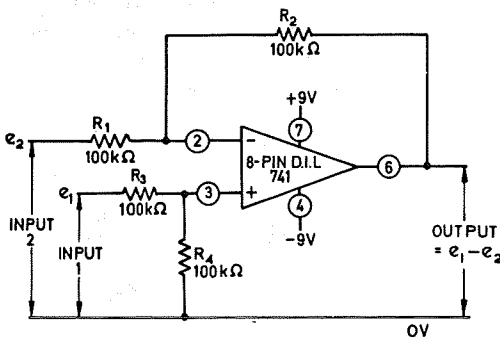 R2
100kΩ
+9V
R1
100kΩ
e2
2
-
7
8-PIN D.I.L
741
6
R3
100kΩ
e1
3
+
4
-9V
INPUT
2
INPUT
1
R4
100kΩ
OUTPUT
= e1 - e2
0V